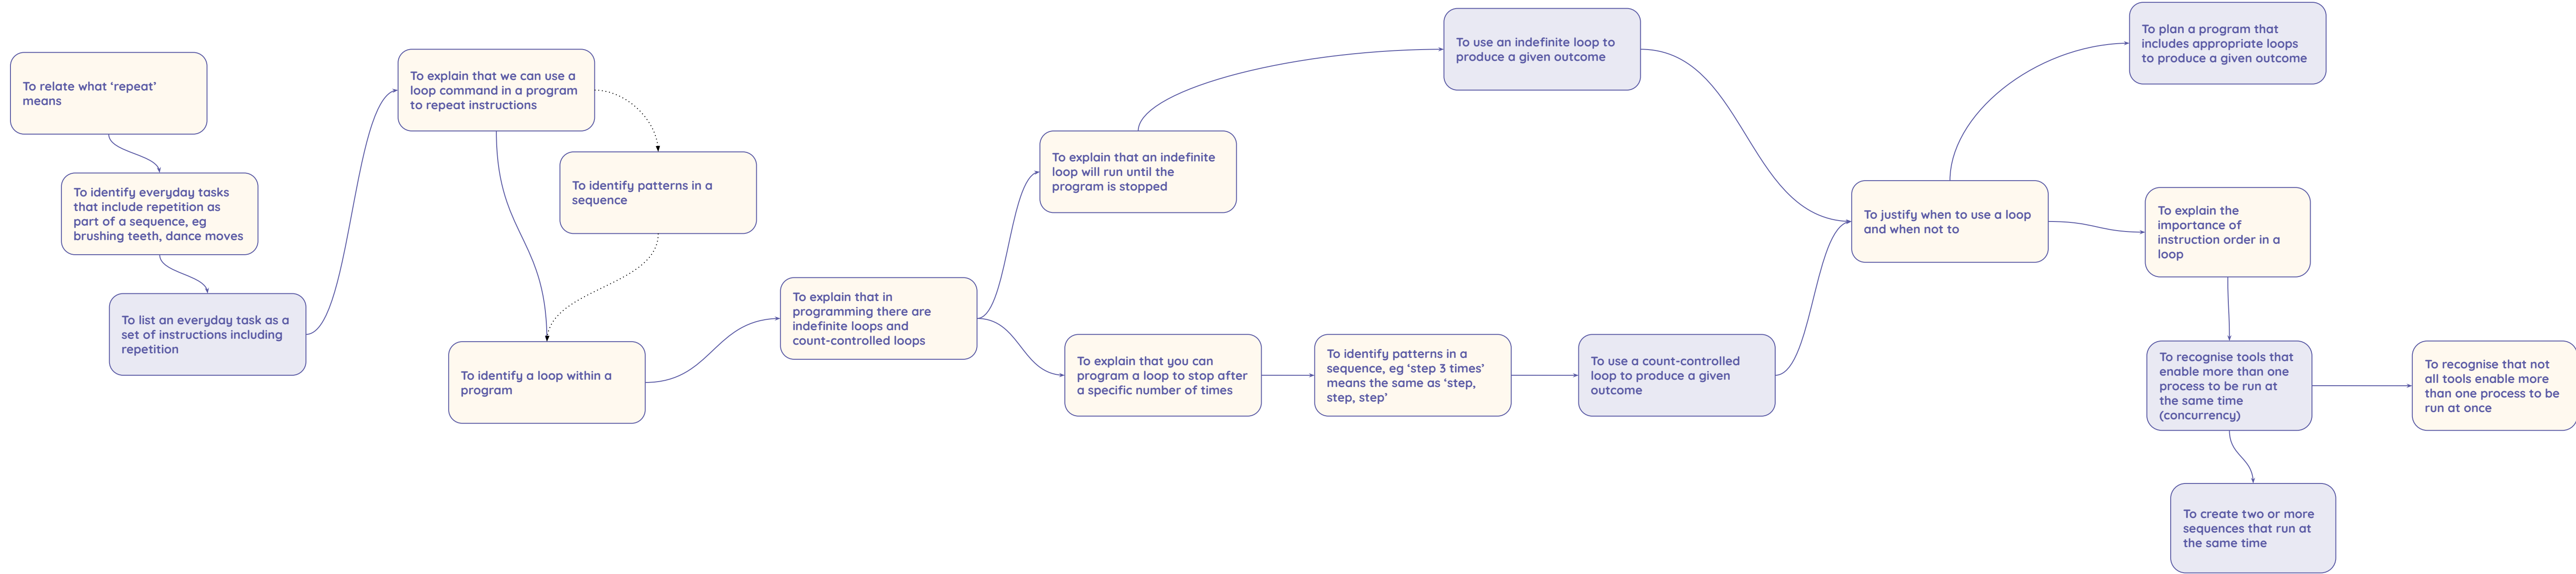 To relate what ‘repeat’
means
To identify everyday tasks
that include repetition as
part of a sequence, eg
brushing teeth, dance moves
To list an everyday task as a
set of instructions including
repetition
To explain that we can use a
loop command in a program
to repeat instructions
To identify patterns in a
sequence
To identify a loop within a
program
To explain that in
programming there are
indefinite loops and
count-controlled loops
To explain that an indefinite
loop will run until the
program is stopped
To use an indefinite loop to
produce a given outcome
To explain that you can
program a loop to stop after
a specific number of times
To identify patterns in a
sequence, eg ‘step 3 times’
means the same as ‘step,
step, step’
To use a count-controlled
loop to produce a given
outcome
To justify when to use a loop
and when not to
To plan a program that
includes appropriate loops
to produce a given outcome
To explain the
importance of
instruction order in a
loop
To recognise tools that
enable more than one
process to be run at
the same time
(concurrency)
To recognise that not
all tools enable more
than one process to be
run at once
To create two or more
sequences that run at
the same time